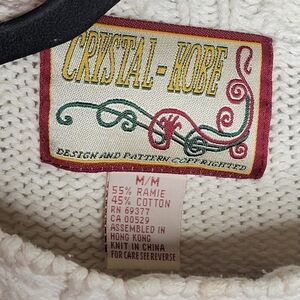 CRYSTAL-KOBE
DESIGN AND PATTERN COPYRIGHTED
M/M
55% RAMIE
45% COTTON
RN 69377
CA 00529
ASSEMBLED IN
HONG KONG
KNIT IN CHINA
FOR CARE SEE REVERSE